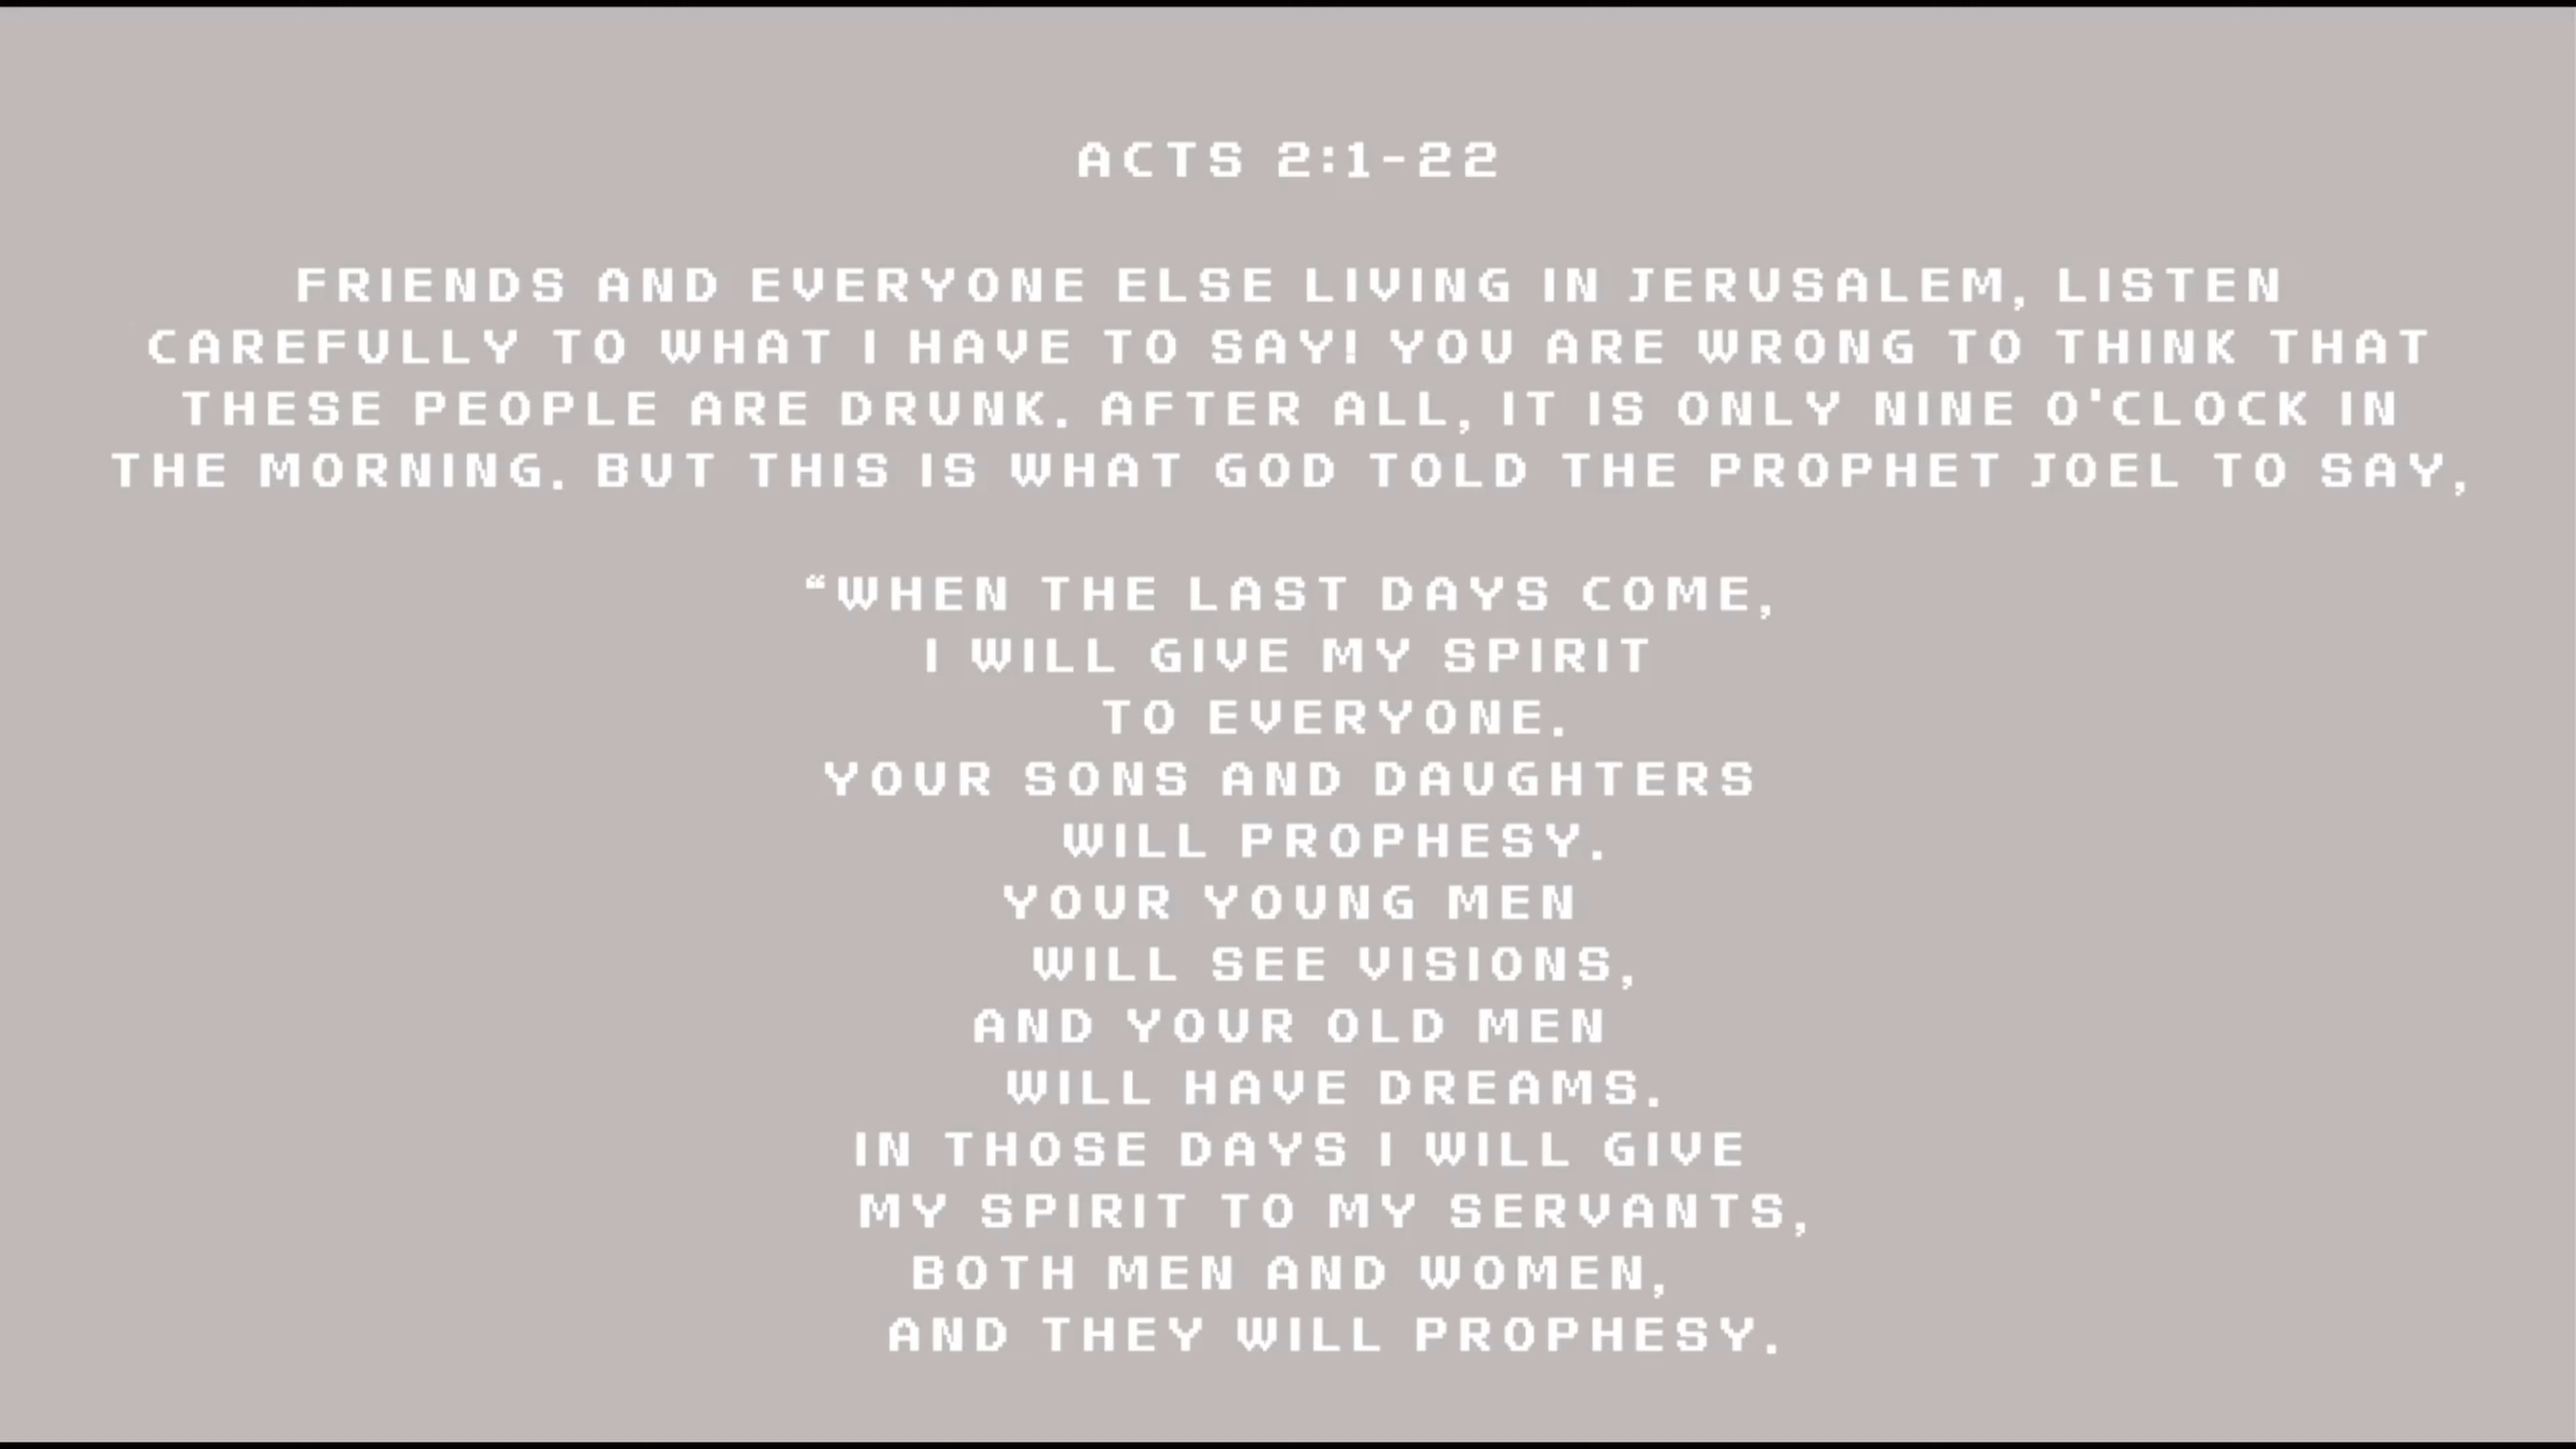 ACTS 2:1-22
FRIENDS AND EVERYONE ELSE LIVING IN JERUSALEM, LISTEN
CAREFULLY TO WHAT I HAVE TO SAY! YOU ARE WRONG TO THINK THAT
THESE PEOPLE ARE DRUNK. AFTER ALL, IT IS ONLY NINE O'CLOCK IN
THE MORNING. BUT THIS IS WHAT GOD TOLD THE PROPHET JOEL TO SAY,
“WHEN THE LAST DAYS COME,
I WILL GIVE MY SPIRIT
TO EVERYONE.
YOUR SONS AND DAUGHTERS
WILL PROPHESY.
YOUR YOUNG MEN
WILL SEE VISIONS,
AND YOUR OLD MEN
WILL HAVE DREAMS.
IN THOSE DAYS I WILL GIVE
MY SPIRIT TO MY SERVANTS,
BOTH MEN AND WOMEN,
AND THEY WILL PROPHESY.